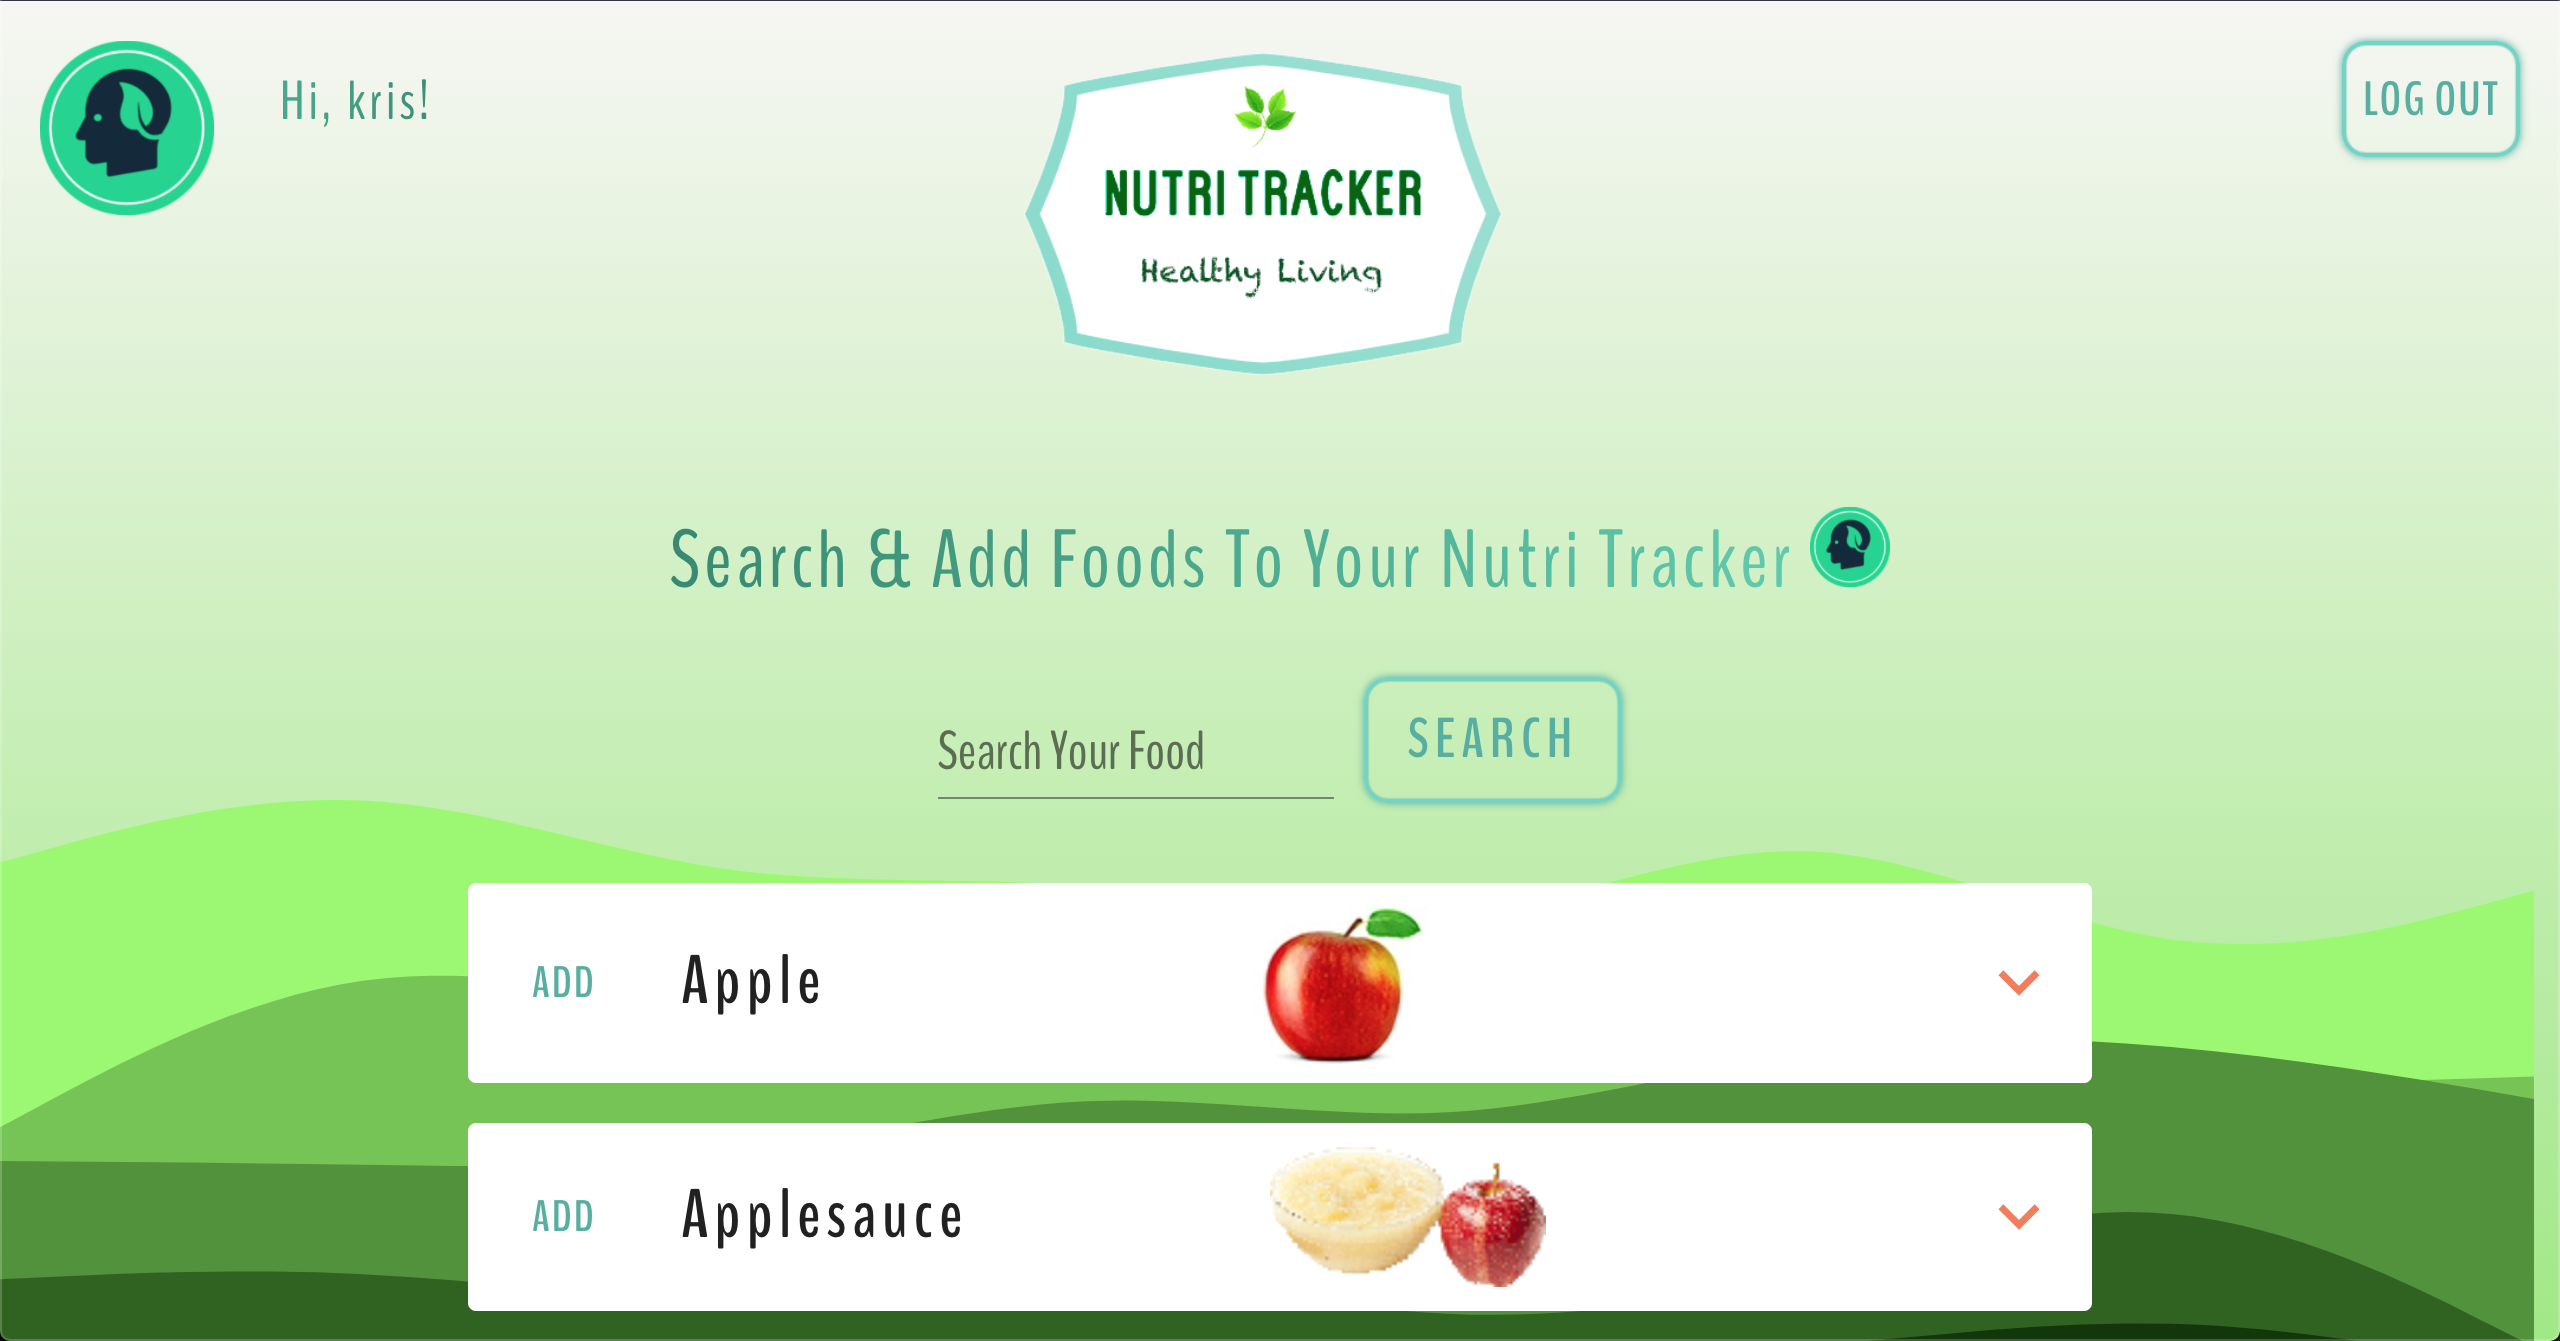 Hi, kris!
LOG OUT
NUTRI TRACKER
Healthy Living
Search & Add Foods To Your Nutri Tracker
Search Your Food
SEARCH
ADD
Apple
ADD
Applesauce